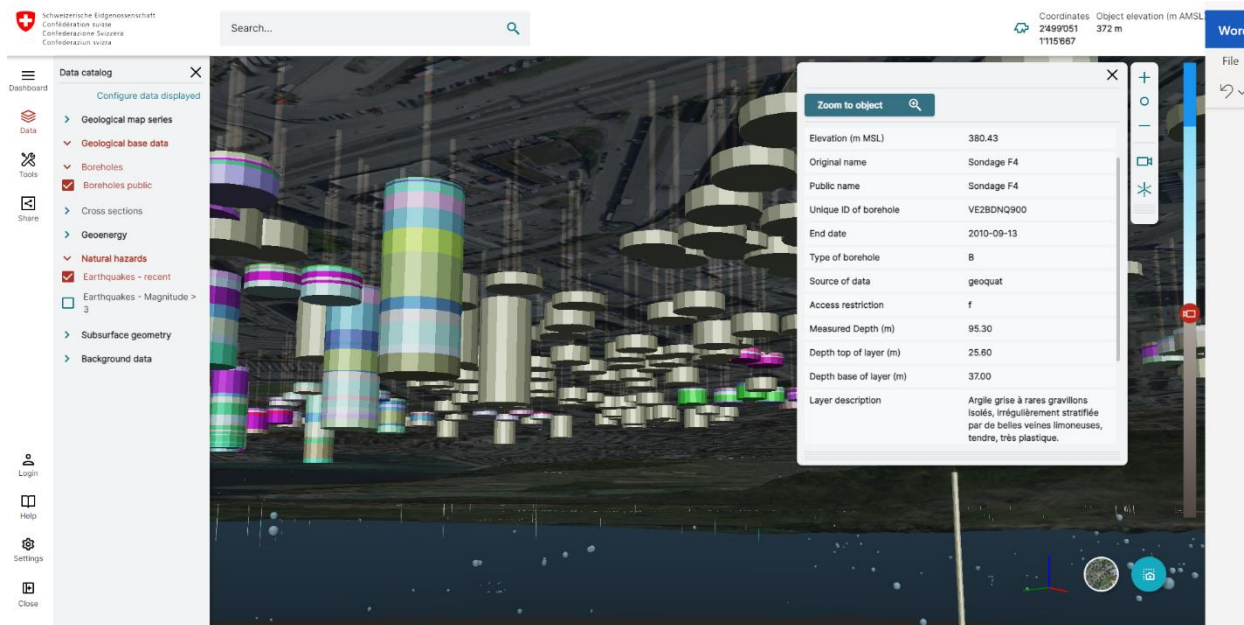 Schweizerische Eidgenossenschaft
Confédération suisse
Confederazione Svizzera
Confederaziun svizra
Search...
Coordinates
2'499'051
1'115'667
Object elevation (m AMSL
372 m
Word
File
Dashboard
Data
Tools
Share
Login
Help
Settings
Close
Data catalog
Configure data displayed
Geological map series
Geological base data
Boreholes
Boreholes public
Cross sections
Geoenergy
Natural hazards
Earthquakes - recent
Earthquakes - Magnitude >
3
Subsurface geometry
Background data
Zoom to object
Elevation (m MSL) 380.43
Original name Sondage F4
Public name Sondage F4
Unique ID of borehole VE2BDNQ900
End date 2010-09-13
Type of borehole B
Source of data geoquat
Access restriction f
Measured Depth (m) 95.30
Depth top of layer (m) 25.60
Depth base of layer (m) 37.00
Layer description Argile grise à rares gravillons
isolés, irrégulièrement stratifiée
par de belles veines limoneuses,
tendre, très plastique.